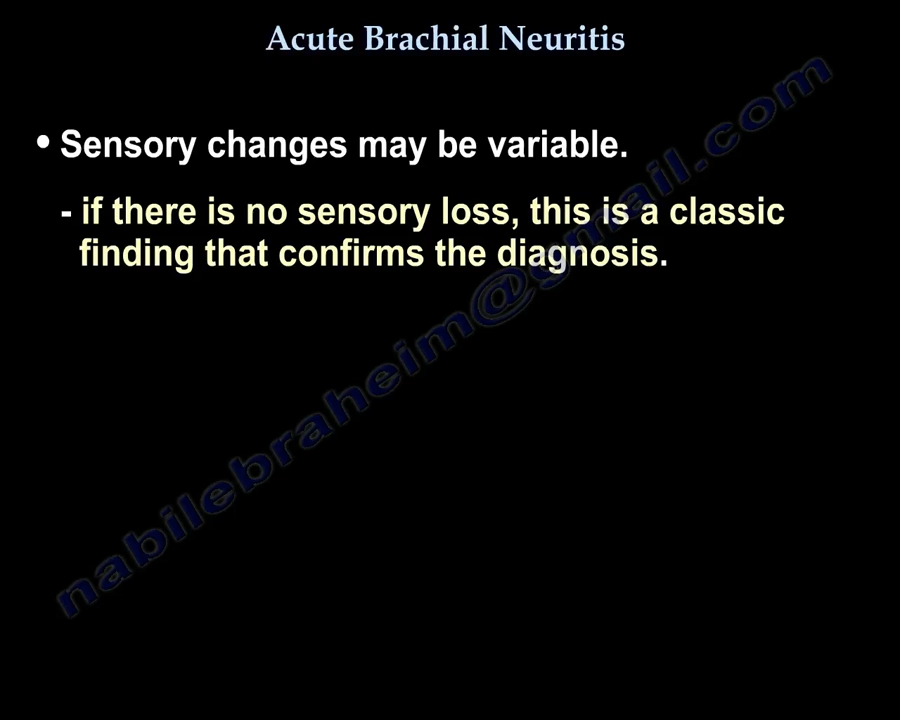 Acute Brachial Neuritis
• Sensory changes may be variable.
- if there is no sensory loss, this is a classic
finding that confirms the diagnosis.
nabilebraheim@gmail.com